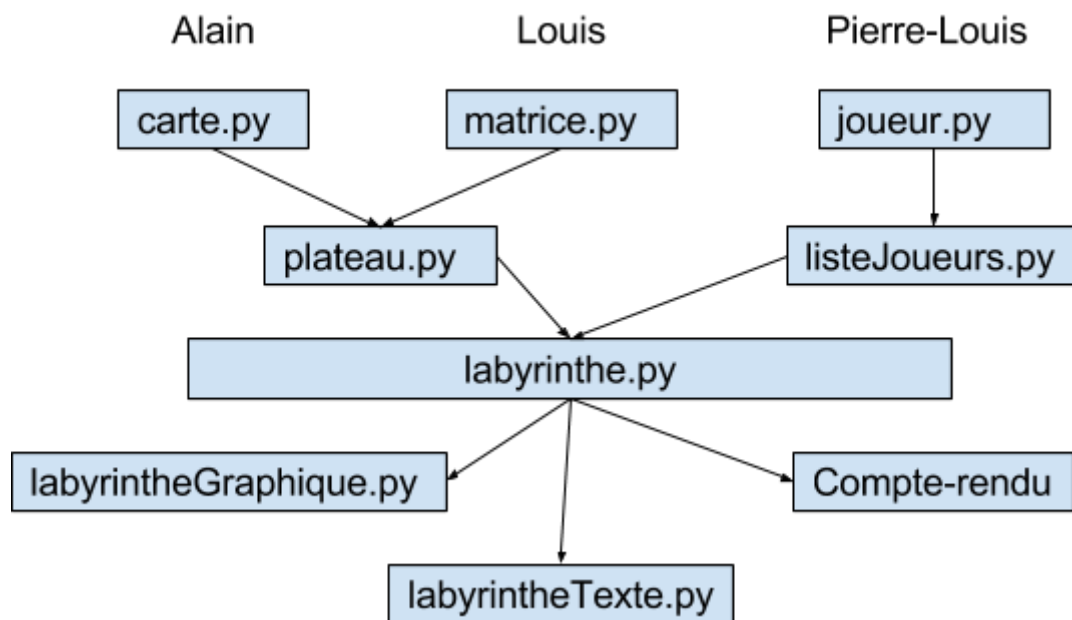 Alain
Louis
Pierre-Louis
carte.py
matrice.py
joueur.py
plateau.py
listeJoueurs.py
labyrinthe.py
labyrintheGraphique.py
Compte-rendu
labyrintheTexte.py